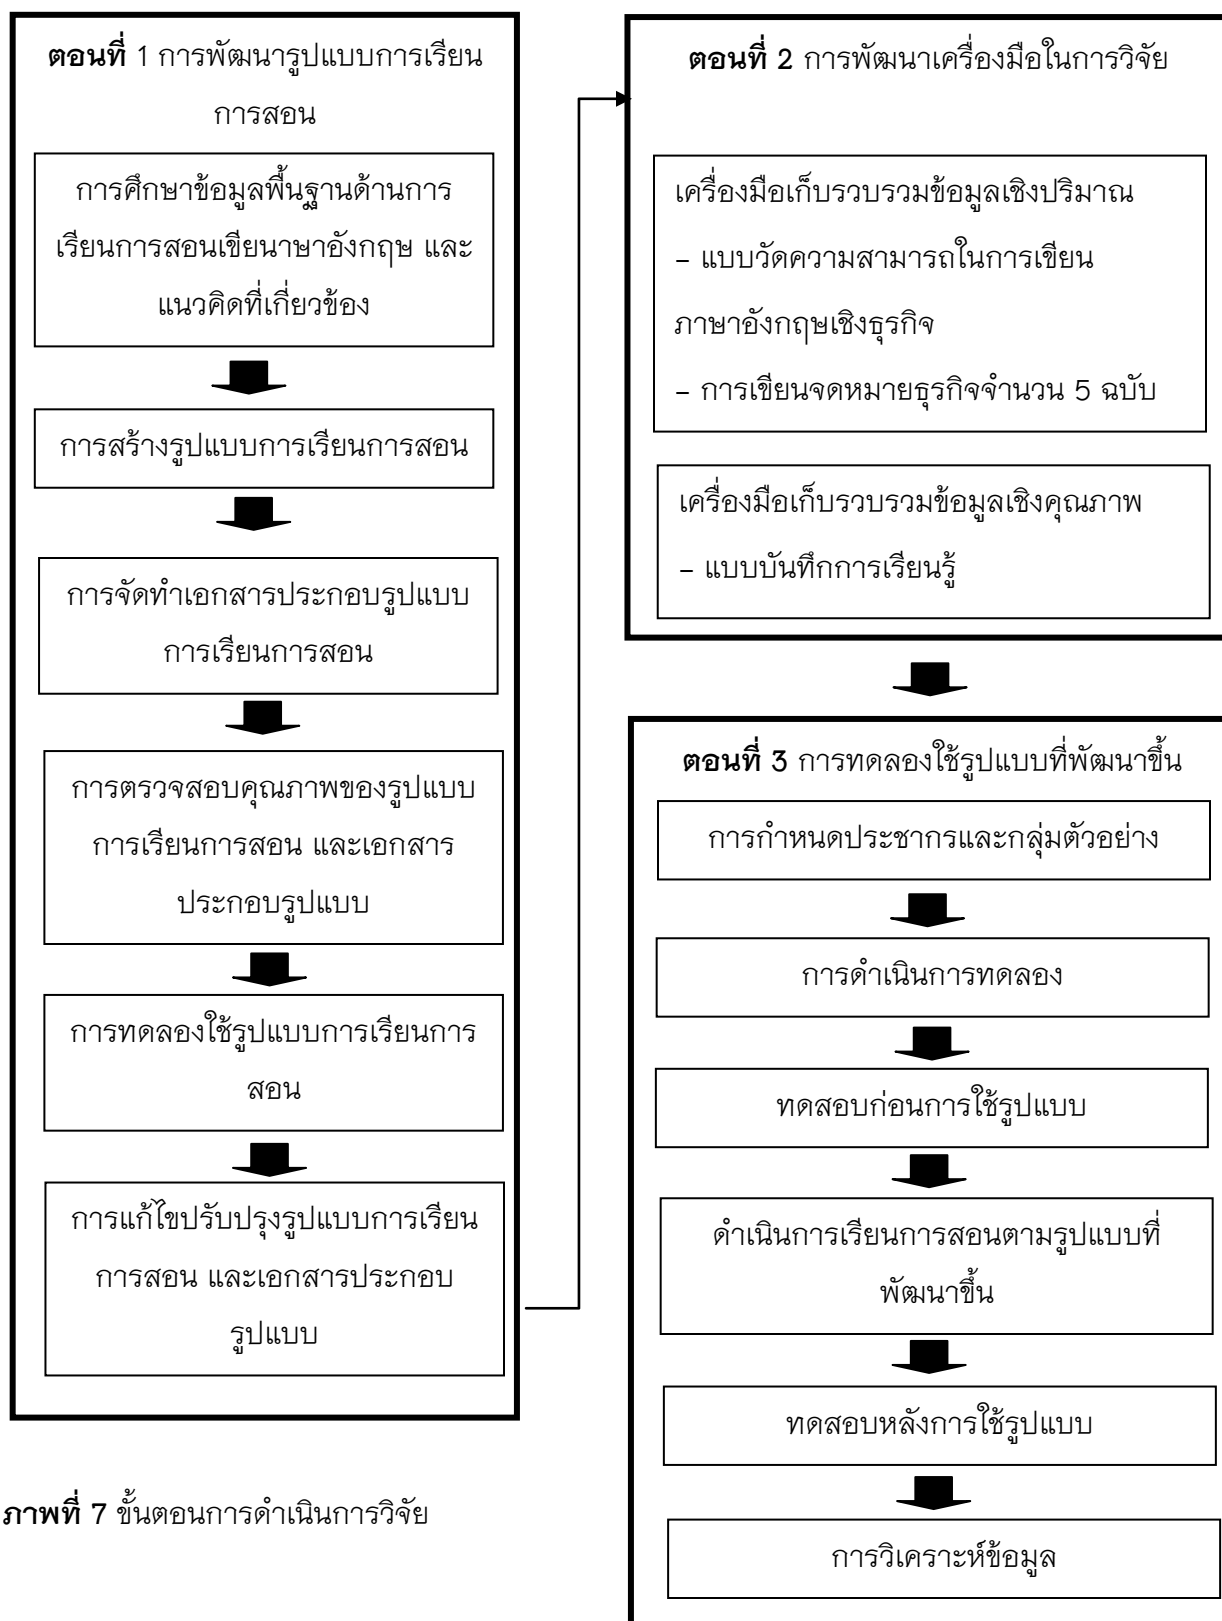 ตอนที่ 1 การพัฒนารูปแบบการเรียน
การสอน
การศึกษาข้อมูลพื้นฐานด้านการ
เรียนการสอนเขียนาษาอังกฤษ และ
แนวคิดที่เกี่ยวข้อง
การสร้างรูปแบบการเรียนการสอน
การจัดทำเอกสารประกอบรูปแบบ
การเรียนการสอน
การตรวจสอบคุณภาพของรูปแบบ
การเรียนการสอน และเอกสาร
ประกอบรูปแบบ
การทดลองใช้รูปแบบการเรียนการ
สอน
การแก้ไขปรับปรุงรูปแบบการเรียน
การสอน และเอกสารประกอบ
รูปแบบ
ตอนที่ 2 การพัฒนาเครื่องมือในการวิจัย
เครื่องมือเก็บรวบรวมข้อมูลเชิงปริมาณ
– แบบวัดความสามารถในการเขียน
ภาษาอังกฤษเชิงธุรกิจ
– การเขียนจดหมายธุรกิจจำนวน 5 ฉบับ
เครื่องมือเก็บรวบรวมข้อมูลเชิงคุณภาพ
– แบบบันทึกการเรียนรู้
ตอนที่ 3 การทดลองใช้รูปแบบที่พัฒนาขึ้น
การกำหนดประชากรและกลุ่มตัวอย่าง
การดำเนินการทดลอง
ทดสอบก่อนการใช้รูปแบบ
ดำเนินการเรียนการสอนตามรูปแบบที่
พัฒนาขึ้น
ทดสอบหลังการใช้รูปแบบ
การวิเคราะห์ข้อมูล
ภาพที่ 7 ขั้นตอนการดำเนินการวิจัย